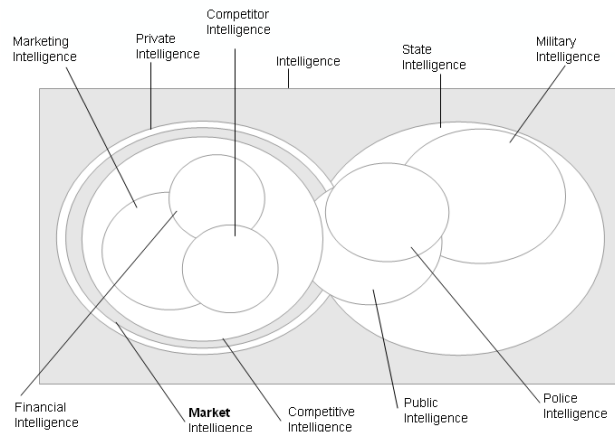 Marketing
Intelligence
Private
Intelligence
Competitor
Intelligence
Intelligence
State
Intelligence
Military
Intelligence
Financial
Intelligence
Market
Intelligence
Competitive
Intelligence
Public
Intelligence
Police
Intelligence